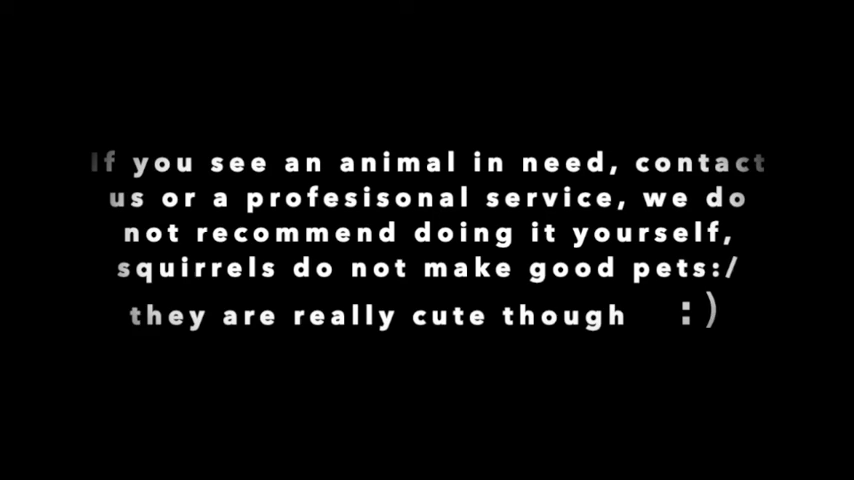 If you see an animal in need, contact
us or a profesisonal service, we do
not recommend doing it yourself,
squirrels do not make good pets:/
they are really cute though :)